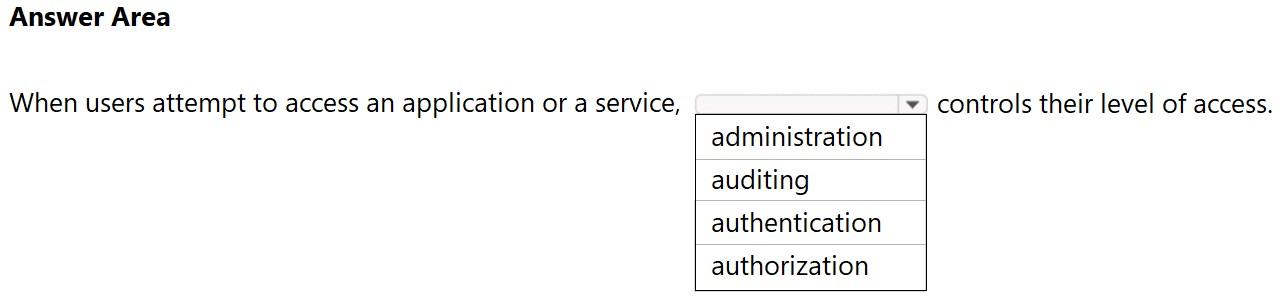 Answer Area
When users attempt to access an application or a service, controls their level of access.
administration
auditing
authentication
authorization